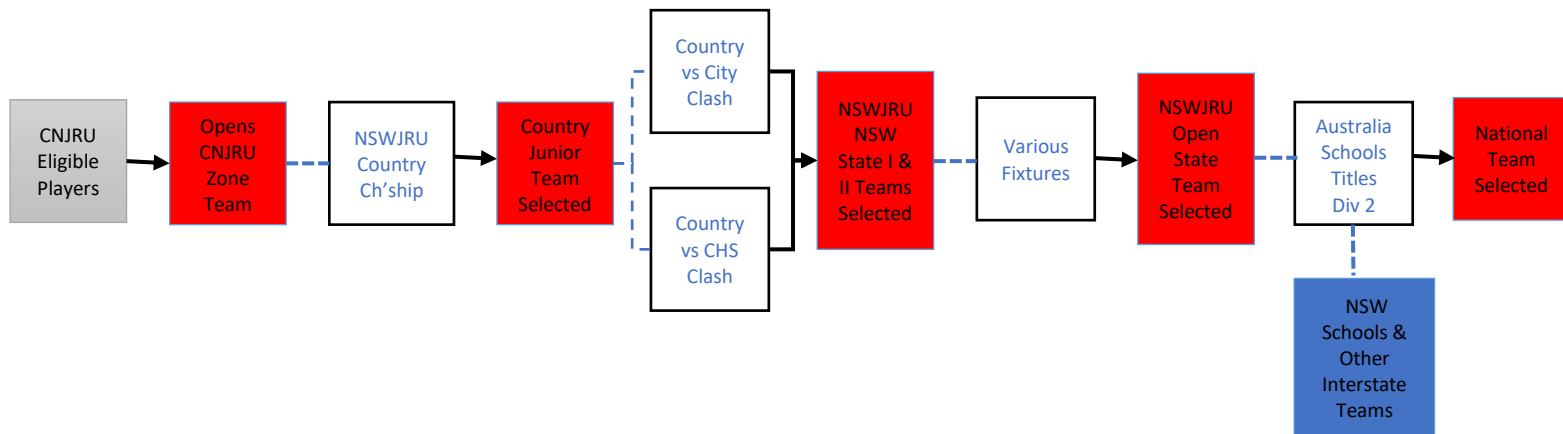 CNJRU
Eligible
Players
Opens
CNJRU
Zone
Team
NSWJRU
Country
Ch'ship
Country
Junior
Team
Selected
Country
vs City
Clash
Country
vs CHS
Clash
NSWJRU
NSW
State I &
II Teams
Selected
Various
Fixtures
NSWJRU
Open
State
Team
Selected
Australia
Schools
Titles
Div 2
National
Team
Selected
NSW
Schools &
Other
Interstate
Teams